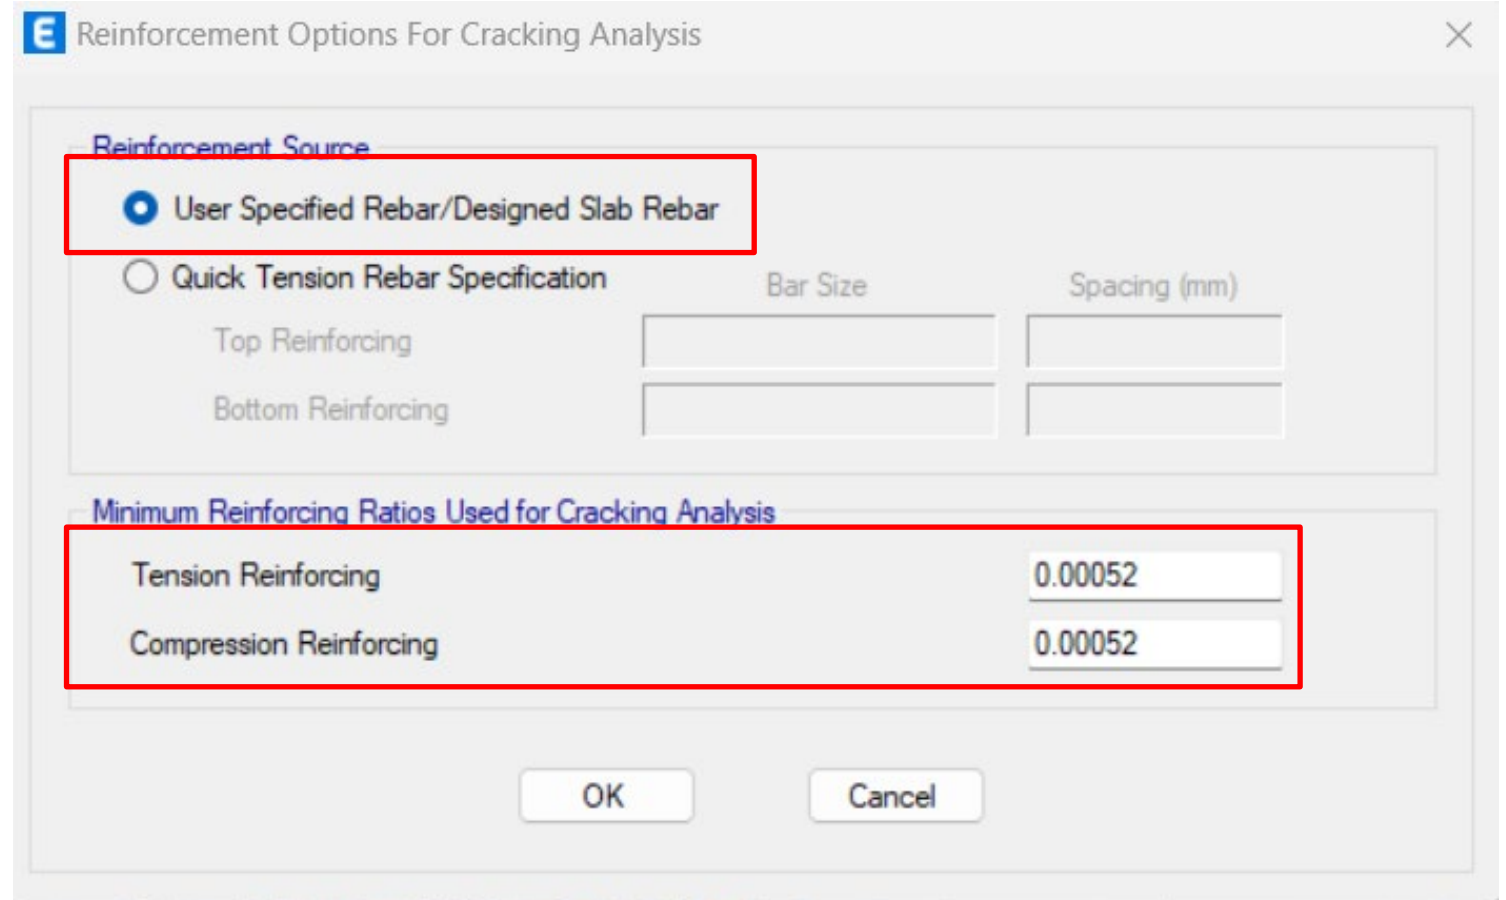 E Reinforcement Options For Cracking Analysis
Reinforcement Source
User Specified Rebar/Designed Slab Rebar
Quick Tension Rebar Specification
Bar Size
Spacing (mm)
Top Reinforcing
Bottom Reinforcing
Minimum Reinforcing Ratios Used for Cracking Analysis
Tension Reinforcing 0.00052
Compression Reinforcing 0.00052
OK Cancel